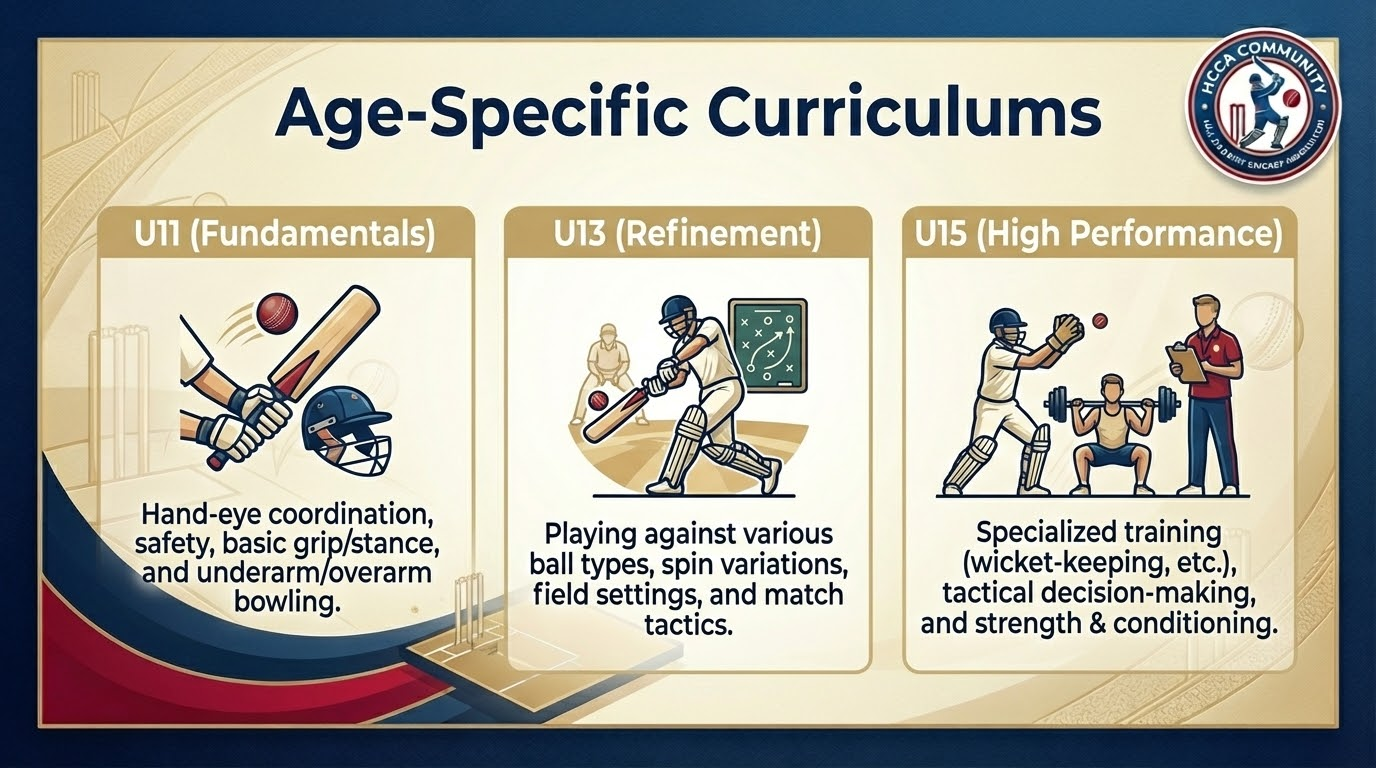 Age-Specific Curriculums
HCCA COMMUNITY
U11 (Fundamentals)
Hand-eye coordination,
safety, basic grip/stance,
and underarm/overarm
bowling.
U13 (Refinement)
Playing against various
ball types, spin variations,
field settings, and match
tactics.
U15 (High Performance)
Specialized training
(wicket-keeping, etc.),
tactical decision-making,
and strength & conditioning.